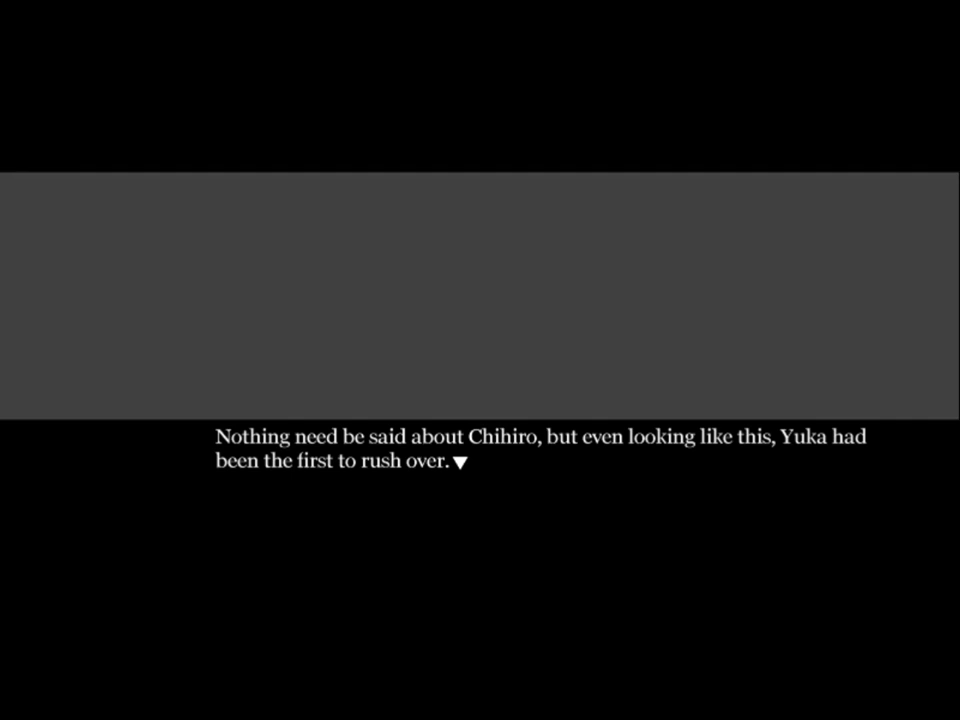 Nothing need be said about Chihiro, but even looking like this, Yuka had
been the first to rush over.